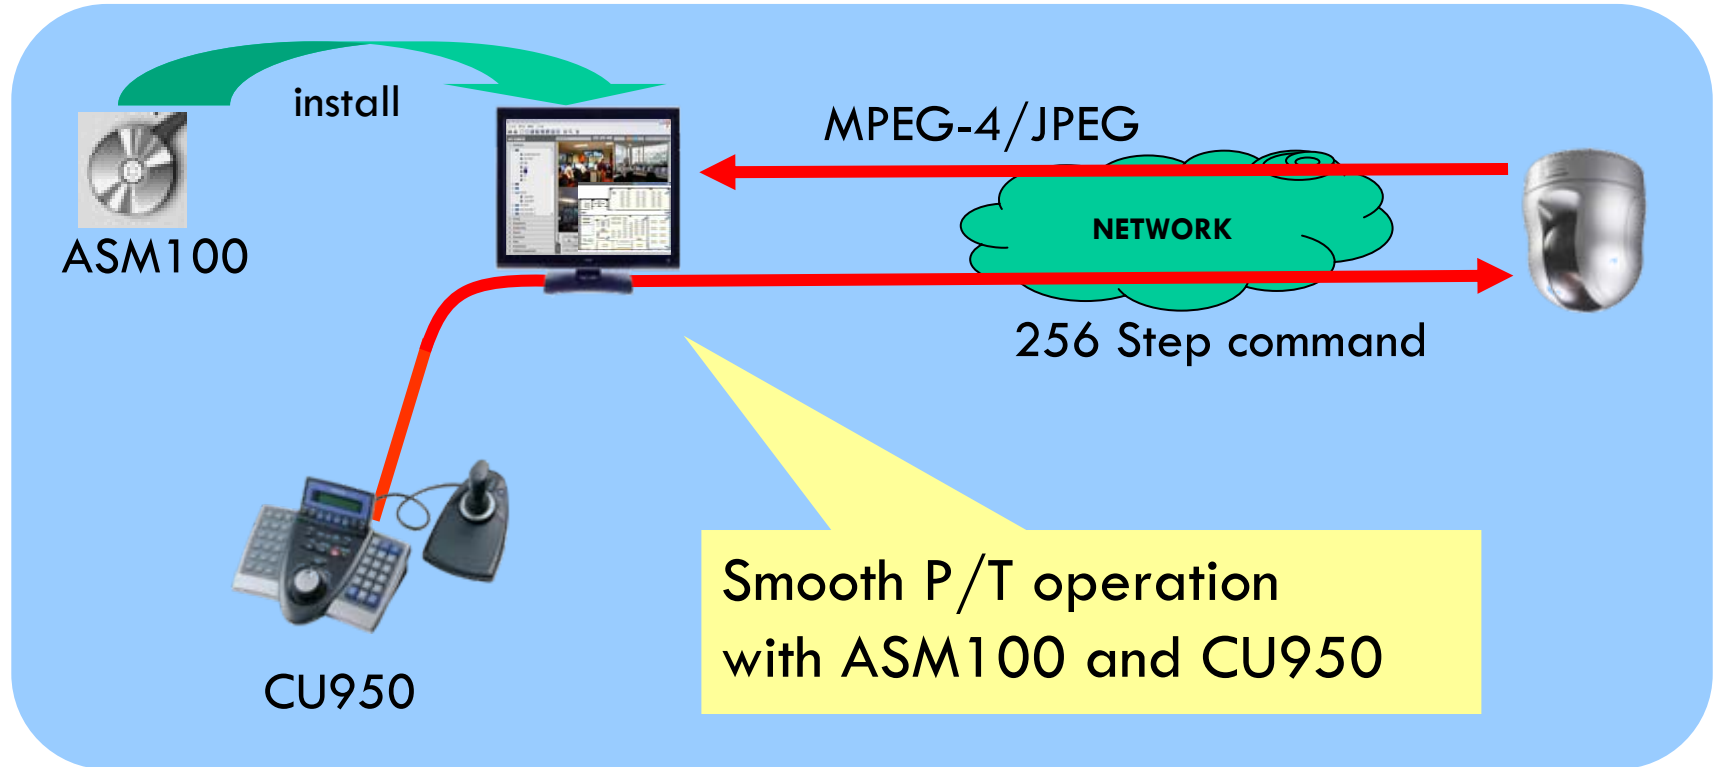 install
MPEG-4/JPEG
NETWORK
ASM100
256 Step command
Smooth P/T operation
with ASM100 and CU950
CU950